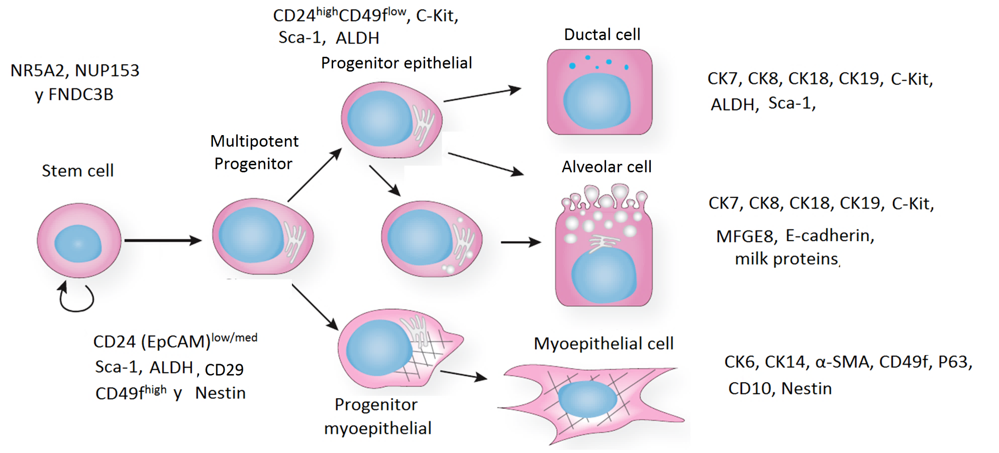 CD24highCD49flow, C-Kit,
Sca-1, ALDH
Progenitor epithelial
Ductal cell
NR5A2, NUP153
y FNDC3B
CK7, CK8, CK18, CK19, C-Kit,
ALDH, Sca-1,
Multipotent
Progenitor
Stem cell
Alveolar cell
CK7, CK8, CK18, CK19, C-Kit,
MFGE8, E-cadherin,
milk proteins,
CD24 (EpCAM)low/med
Sca-1, ALDH , CD29
CD49fhigh y Nestin
Progenitor
myoepithelial
Myoepithelial cell
CK6, CK14, α-SMA, CD49f, P63,
CD10, Nestin